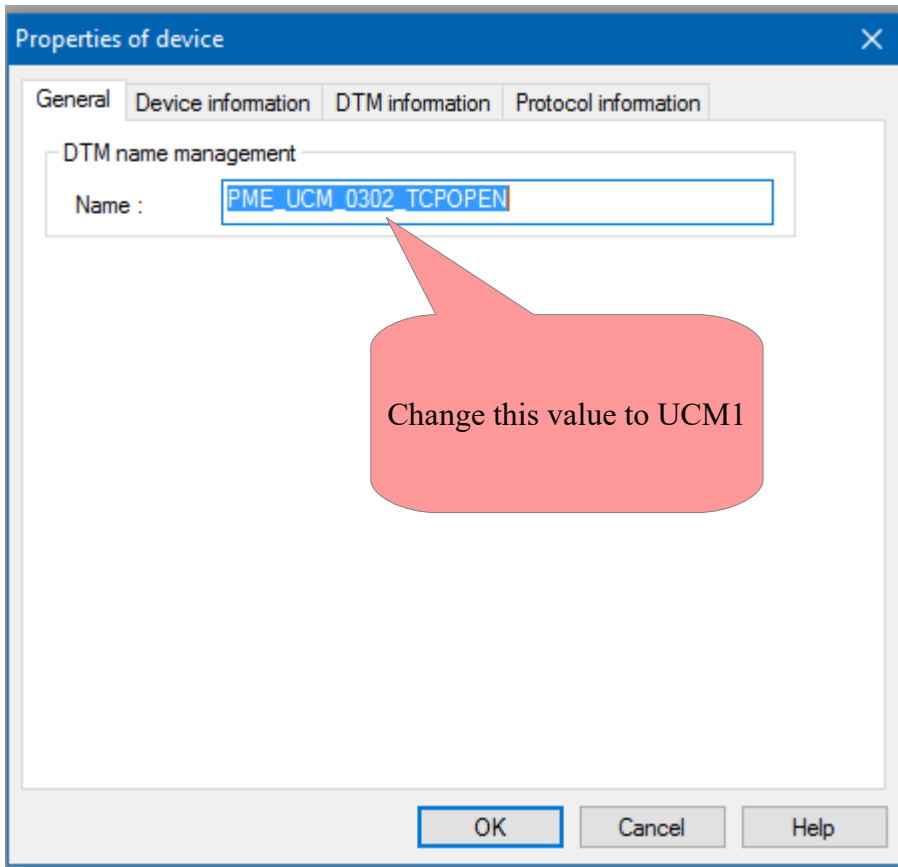 Properties of device
General Device information DTM information Protocol information
DTM name management
Name : PME_UCM_0302_TCPOPEN
Change this value to UCM1
OK Cancel Help